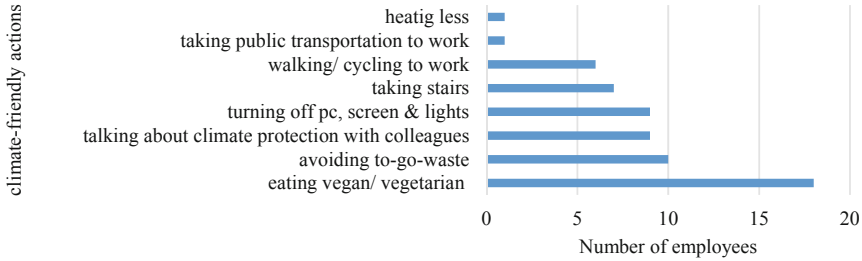 climate-friendly actions
heatig less
taking public transportation to work
walking/ cycling to work
taking stairs
turning off pc, screen & lights
talking about climate protection with colleagues
avoiding to-go-waste
eating vegan/ vegetarian
0 5 10 15 20
Number of employees